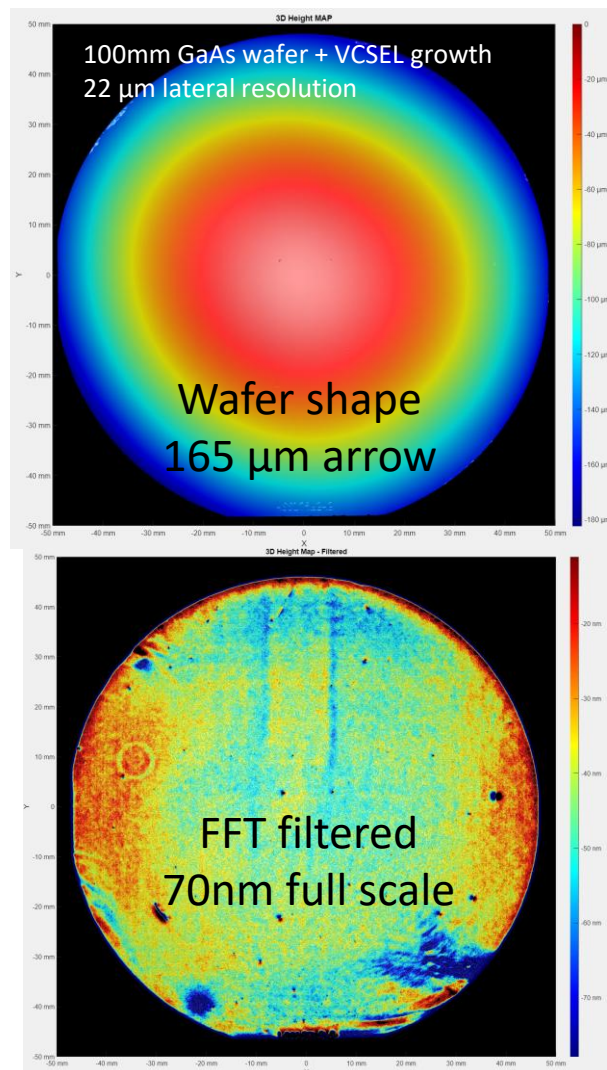 3D Height MAP
100mm GaAs wafer + VCSEL growth
22 µm lateral resolution
50 mm
40 mm
30 mm
20 mm
10 mm
0
-10 mm
-20 mm
-30 mm
-40 mm
-50 mm
Y
Wafer shape
165 µm arrow
0
-20 µm
-40 µm
-60 µm
-80 µm
-100 µm
-120 µm
-140 µm
-160 µm
-180 µm
-50 mm -40 mm -30 mm -20 mm -10 mm 0 10 mm 20 mm 30 mm 40 mm 50 mm
X
3D Height Map - Filtered
50 mm
40 mm
30 mm
20 mm
10 mm
0
-10 mm
-20 mm
-30 mm
-40 mm
-50 mm
Y
FFT filtered
70nm full scale
-20 nm
-30 nm
-40 nm
-50 nm
-60 nm
-70 nm
-50 mm -40 mm -30 mm -20 mm -10 mm 0 10 mm 20 mm 30 mm 40 mm 50 mm